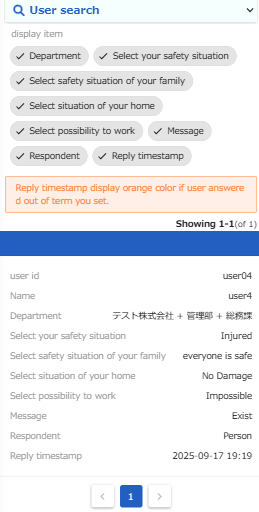 User search
display item
Department
Select your safety situation
Select safety situation of your family
Select situation of your home
Select possibility to work
Message
Respondent
Reply timestamp
Reply timestamp display orange color if user answere
d out of term you set.
Showing 1-1(of 1)
user id user04
Name user4
Department テスト株式会社 + 管理部 + 総務課
Select your safety situation Injured
Select safety situation of your family everyone is safe
Select situation of your home No Damage
Select possibility to work Impossible
Message Exist
Respondent Person
Reply timestamp 2025-09-17 19:19
1